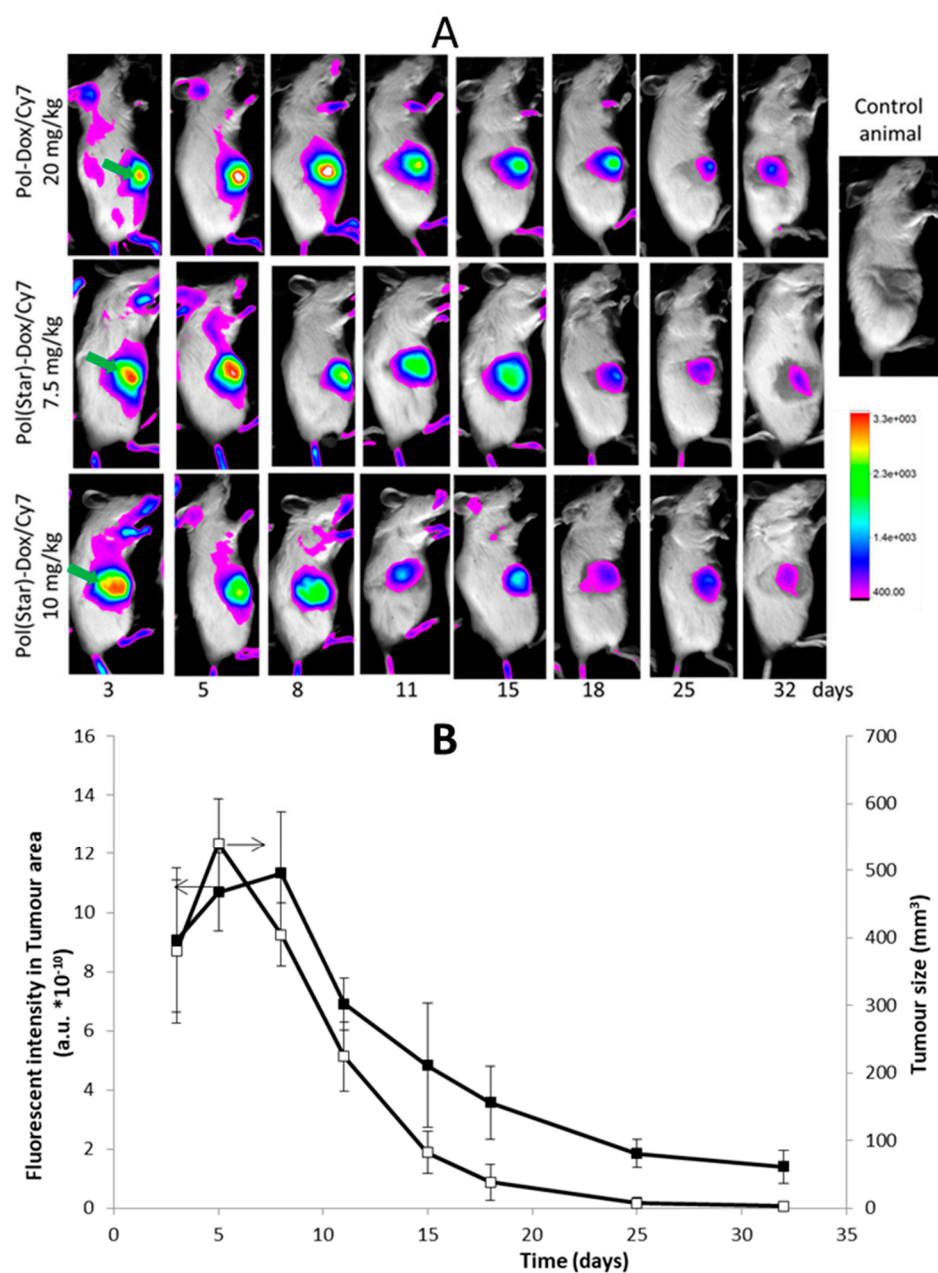 A
Pol-Dox/Cy7
20 mg/kg
Control
animal
Pol(Star)-Dox/Cy7
7.5 mg/kg
3.3e+003
2.3e+003
1.4e+003
400.00
Pol(Star)-Dox/Cy7
10 mg/kg
3 5 8 11 15 18 25 32 days
B
16 700
14 600
12 500
10 400
8 300
6 200
4 100
2 0
0
Fluorescent intensity in Tumour area
(a.u. *10⁻¹⁰)
Tumour size (mm³)
0 5 10 15 20 25 30 35
Time (days)